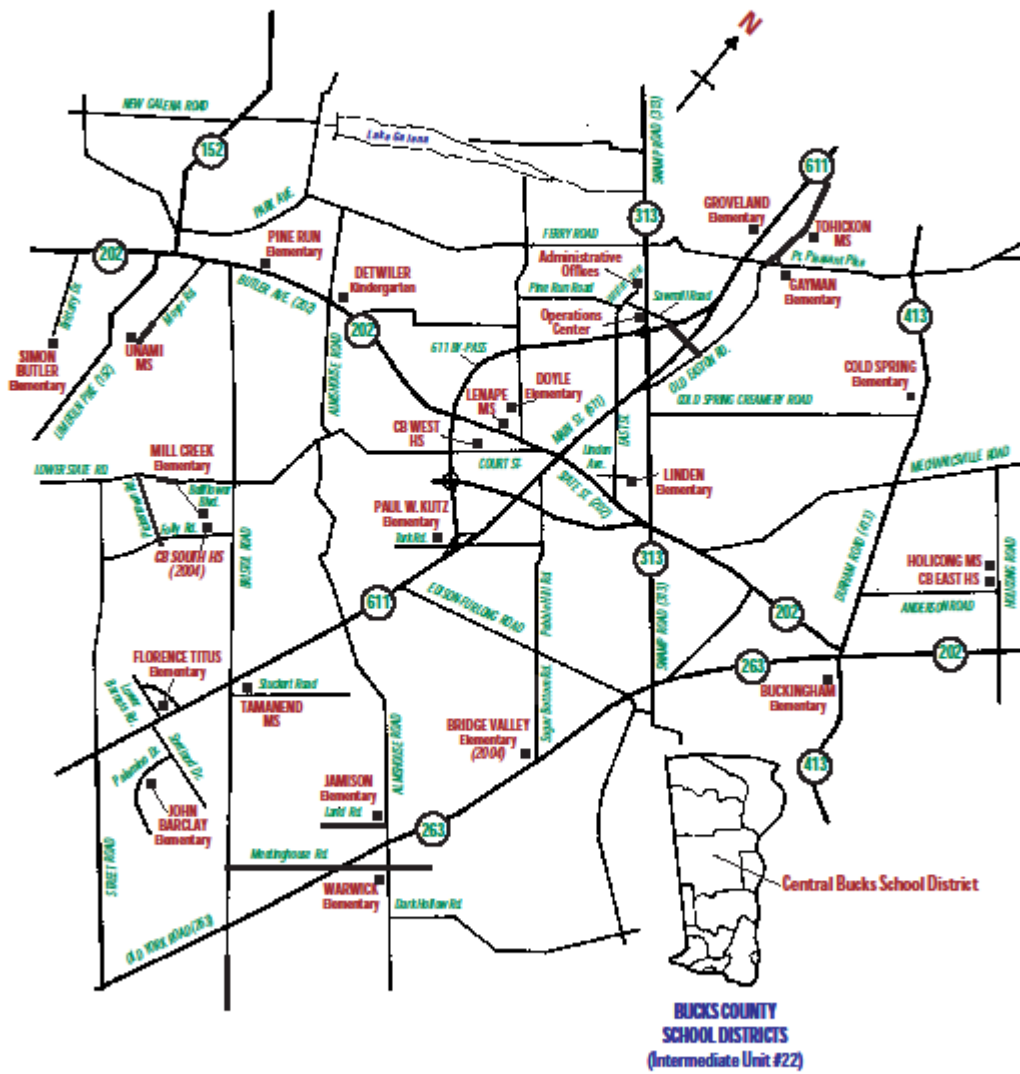 N
NEW GALENA ROAD
Lake Galena
152
SWAMP ROAD (313)
611
PARK AVE.
GROVELAND
Elementary
313
TOHICKON
MS
202
PINE RUN
Elementary
FERRY ROAD
Administrative
Offices
Pt. Pleasant Pike
GAYMAN
Elementary
DETWILER
Kindergarten
BUTLER AVE. (202)
Pine Run Road
Sawmill Road
Operations
Center
413
202
SIMON
BUTLER
Elementary
UNAMI
MS
611 BY-PASS
OLD EASTON RD.
ALMSHOUSE ROAD
DOYLE
Elementary
LENAPE
MS
COLD SPRING
Elementary
LIMEKILN PIKE (152)
MAIN ST. (611)
EAST ST.
COLD SPRING CREAMERY ROAD
CB WEST
HS
MILL CREEK
Elementary
COURT ST.
Linden
Ave.
LINDEN
Elementary
MECHANICSVILLE ROAD
LOWER STATE RD.
Blvd.
STATE ST. (202)
PAUL W. KUTZ
Elementary
Folly Rd.
CB SOUTH HS
(2004)
BRISTOL ROAD
313
DURHAM ROAD (413)
HOLICONG MS
CB EAST HS
HOLICONG ROAD
ANDERSON ROAD
611
EDISON-FURLONG ROAD
SWAMP ROAD (313)
202
263
202
FLORENCE TITUS
Elementary
Stuckert Road
TAMANEND
MS
BUCKINGHAM
Elementary
BRIDGE VALLEY
Elementary
(2004)
Sugar Bottom Rd.
ALMSHOUSE ROAD
413
JAMISON
Elementary
JOHN
BARCLAY
Elementary
263
STREET ROAD
Meetinghouse Rd.
WARWICK
Elementary
Dark Hollow Rd.
Central Bucks School District
OLD YORK ROAD (263)
BUCKS COUNTY
SCHOOL DISTRICTS
(Intermediate Unit #22)